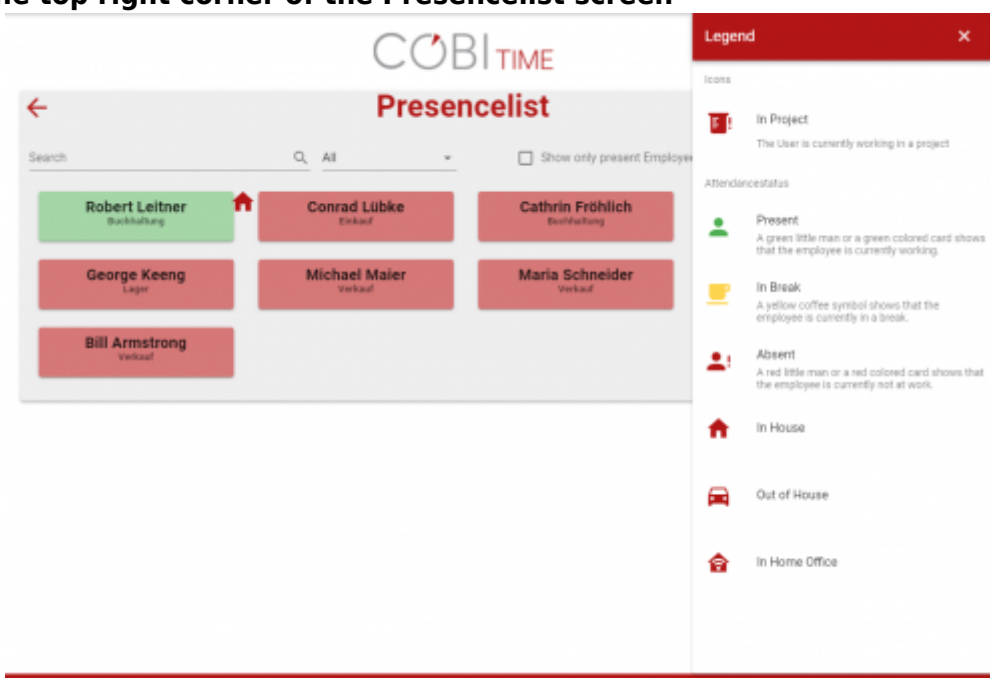 he top right corner of the Presencelist screen
COBI TIME
Presencelist
Search
All
Show only present Employe
Robert Leitner
Buchhaltung
Conrad Lübke
Einkauf
Cathrin Fröhlich
Buchhaltung
George Keeng
Lager
Michael Maier
Verkauf
Maria Schneider
Verkauf
Bill Armstrong
Verkauf
Legend
Icons
In Project
The User is currently working in a project
Attendancestatus
Present
A green little man or a green colored card shows
that the employee is currently working.
In Break
A yellow coffee symbol shows that the
employee is currently in a break.
Absent
A red little man or a red colored card shows that
the employee is currently not at work.
In House
Out of House
In Home Office